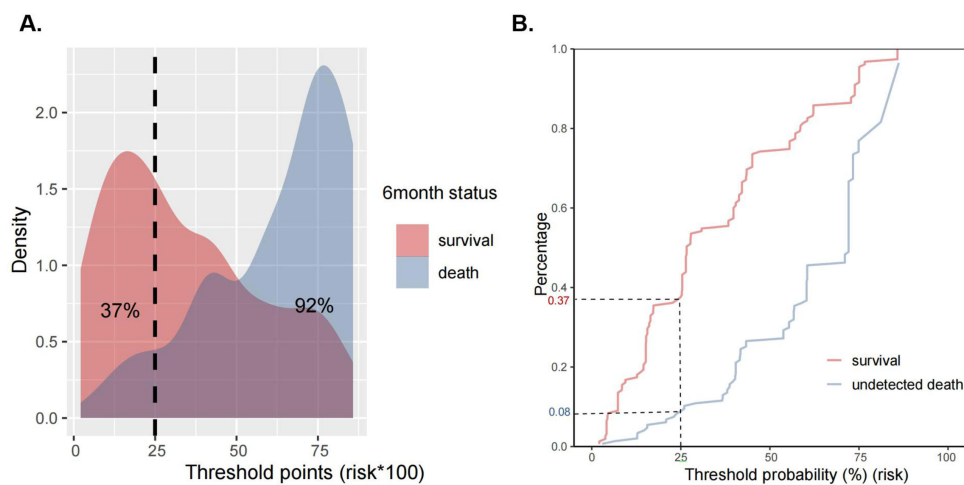 A.
2.0
1.5
1.0
0.5
0.0
Density
37%
92%
0
25
50
75
Threshold points (risk*100)
6month status
survival
death
B.
1.0
0.8
0.6
0.4
0.37
0.2
0.08
0.0
Percentage
survival
undetected death
0
25
50
75
100
Threshold probability (%) (risk)